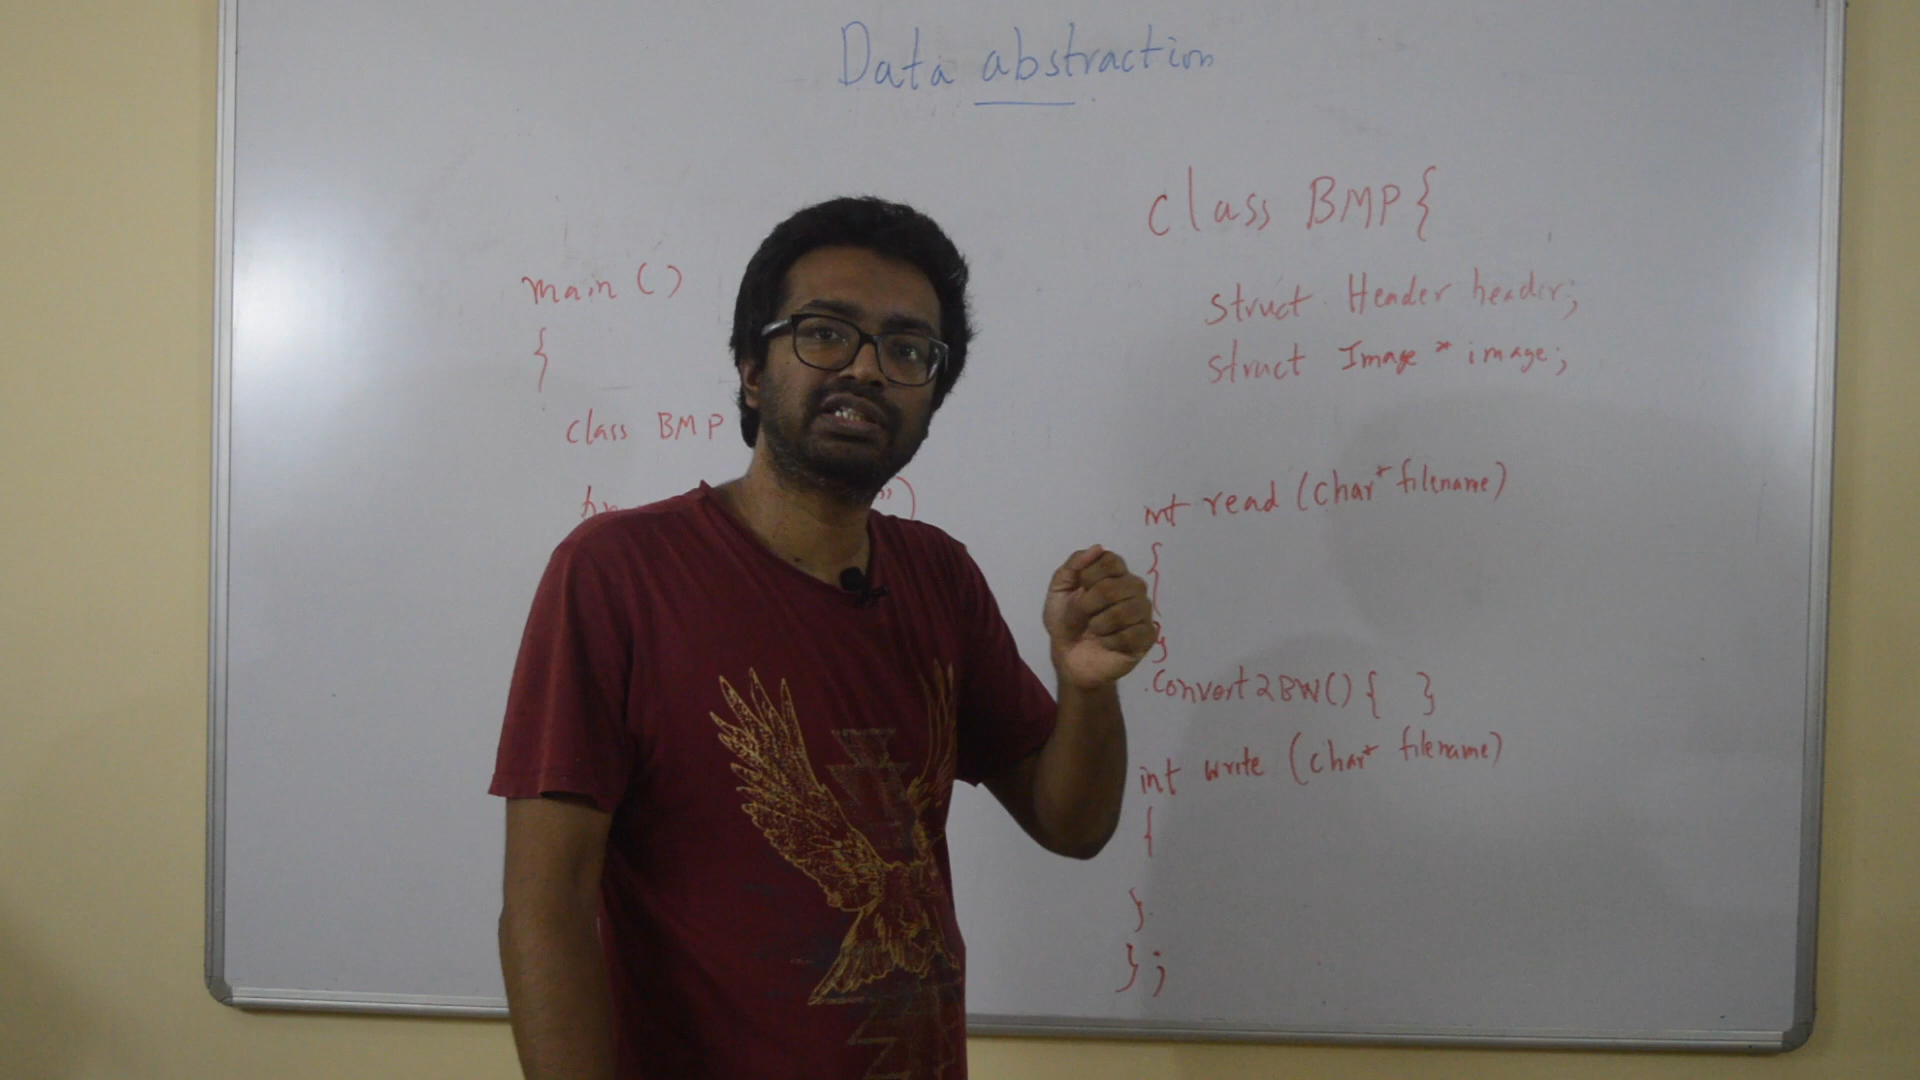 Data abstraction
main ()
{
class BMP
")
class BMP{
struct Header header;
struct Image * image;
int read (char* filename)
{
}
.Convert2BW() { }
int write (char* filename)
{
}
};